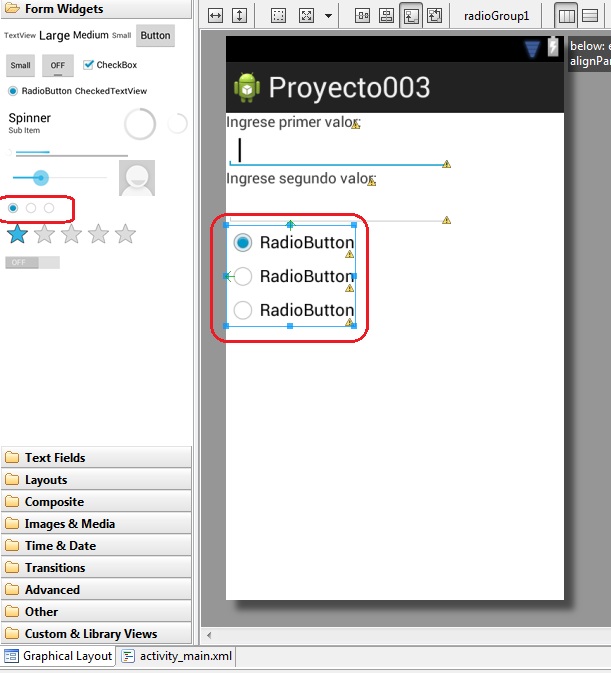 Form Widgets
radioGroup1
TextView Large Medium Small Button
Small OFF CheckBox
RadioButton CheckedTextView
Spinner
Sub Item
OFF
Text Fields
Layouts
Composite
Images & Media
Time & Date
Transitions
Advanced
Other
Custom & Library Views
Graphical Layout activity_main.xml
below: e
alignPar
Proyecto003
Ingrese primer valor:
Ingrese segundo valor:
RadioButton
RadioButton
RadioButton